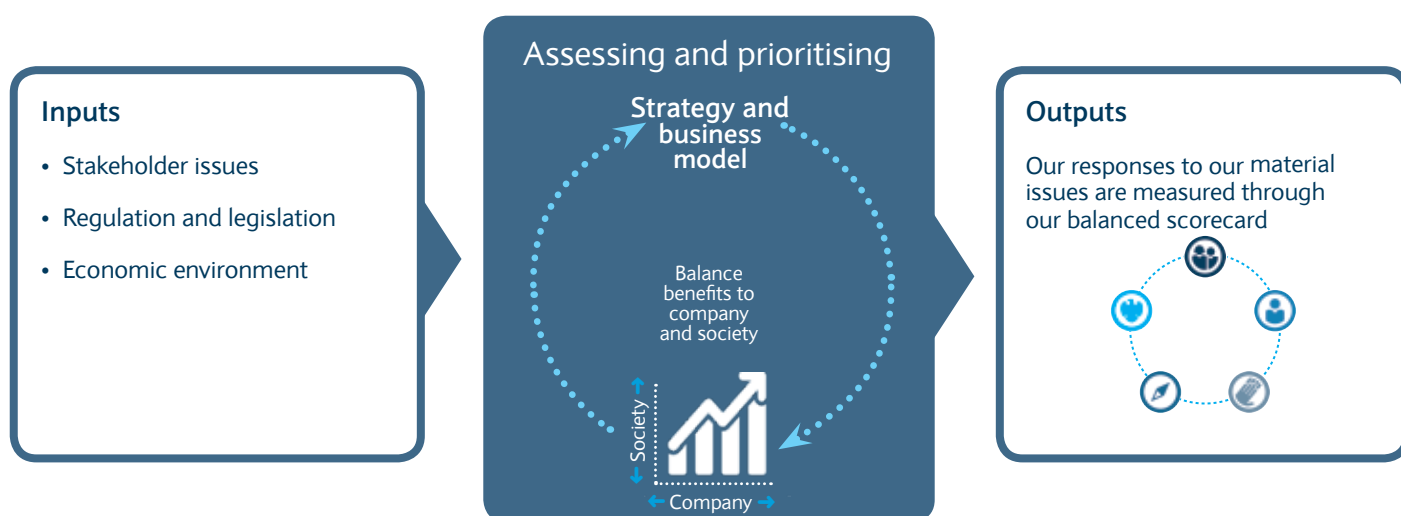 Inputs
• Stakeholder issues
• Regulation and legislation
• Economic environment
Assessing and prioritising
Strategy and
business
model
Balance
benefits to
company
and society
Society
Company
Outputs
Our responses to our material
issues are measured through
our balanced scorecard